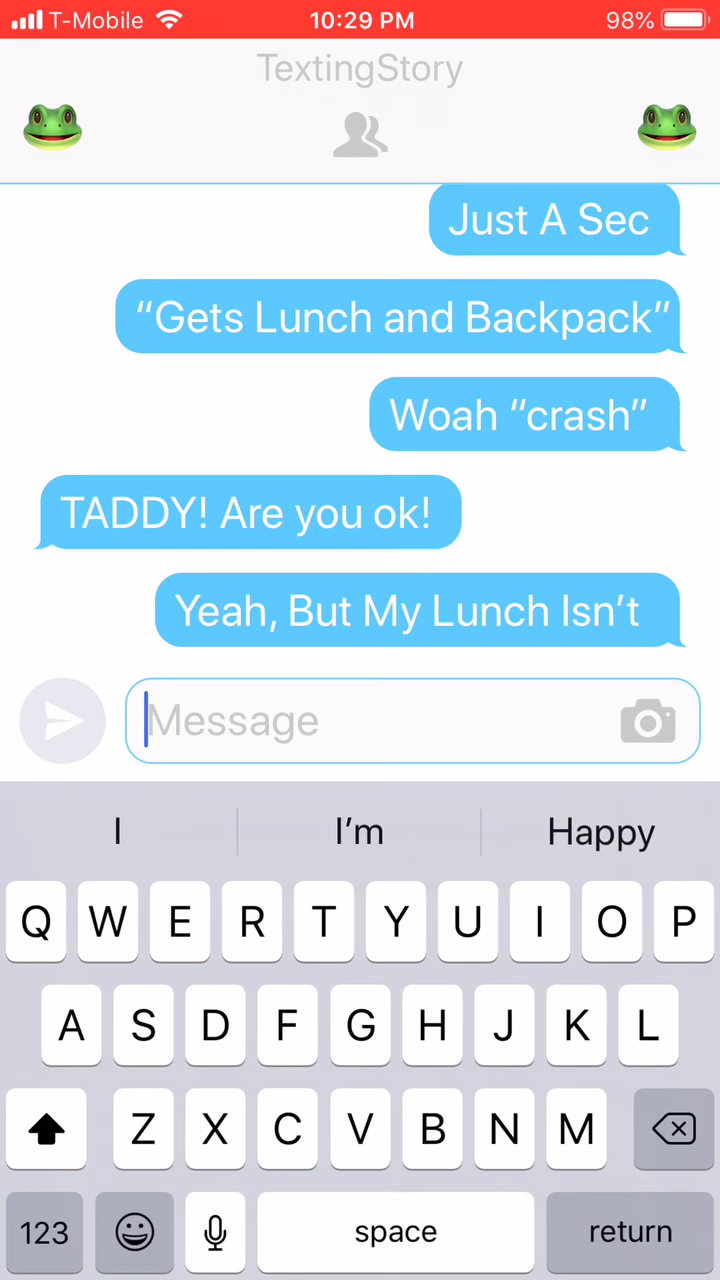 T-Mobile 10:29 PM 98%
TextingStory
Just A Sec
“Gets Lunch and Backpack”
Woah “crash”
TADDY! Are you ok!
Yeah, But My Lunch Isn’t
Message
I I’m Happy
Q W E R T Y U I O P
A S D F G H J K L
Z X C V B N M
123 space return